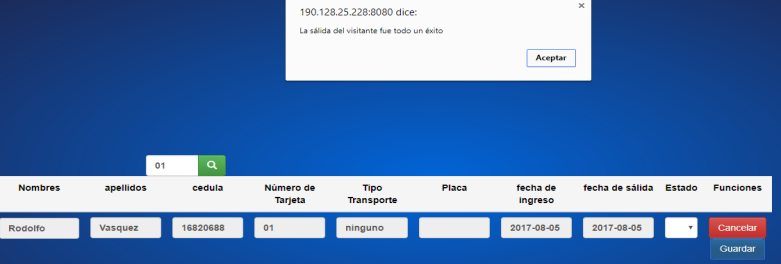 190.128.25.228:8080 dice:
La sálida del visitante fue todo un éxito
Aceptar
01
Nombres apellidos cedula Número de Tarjeta Tipo Transporte Placa fecha de ingreso fecha de sálida Estado Funciones
Rodolfo Vasquez 16820688 01 ninguno 2017-08-05 2017-08-05 Cancelar
Guardar